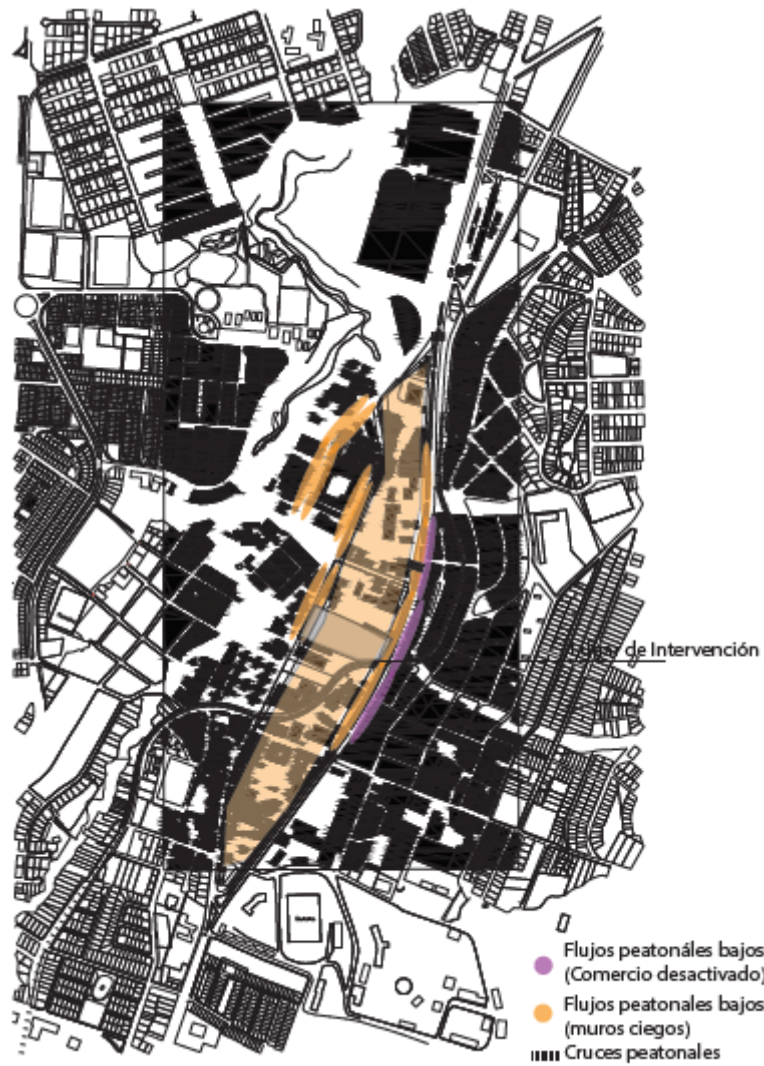 de Intervención
Flujos peatonáles bajos
(Comercio desactivado)
Flujos peatonales bajos
(muros ciegos)
Cruces peatonales